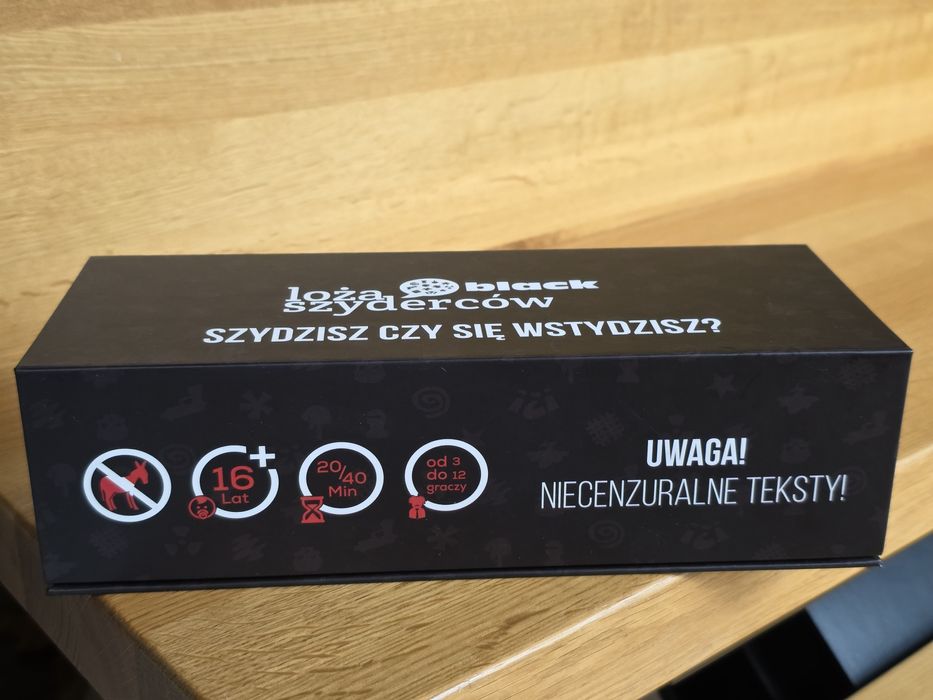 loża black
szyderców
SZYDZISZ CZY SIĘ WSTYDZISZ?
16+
Lat
20/40
Min
od 3
do 12
graczy
UWAGA!
NIECENZURALNE TEKSTY!